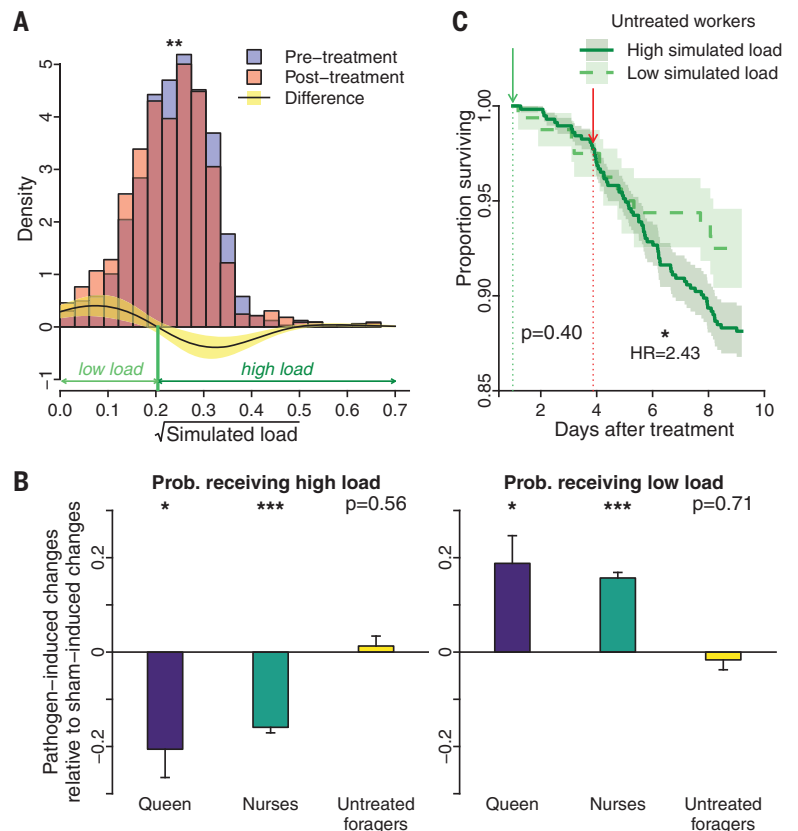 A
**
Pre−treatment
Post−treatment
Difference
Density
5
4
3
2
1
0
−1
low load
high load
0.0 0.1 0.2 0.3 0.4 0.5 0.6 0.7
√Simulated load
C
Untreated workers
High simulated load
Low simulated load
Proportion surviving
1.00
0.95
0.90
0.85
p=0.40
*
HR=2.43
2 4 6 8 10
Days after treatment
B
Pathogen−induced changes
relative to sham−induced changes
Prob. receiving high load
* *** p=0.56
0.2
0
−0.2
Queen Nurses Untreated
foragers
Prob. receiving low load
* *** p=0.71
0.2
0
−0.2
Queen Nurses Untreated
foragers